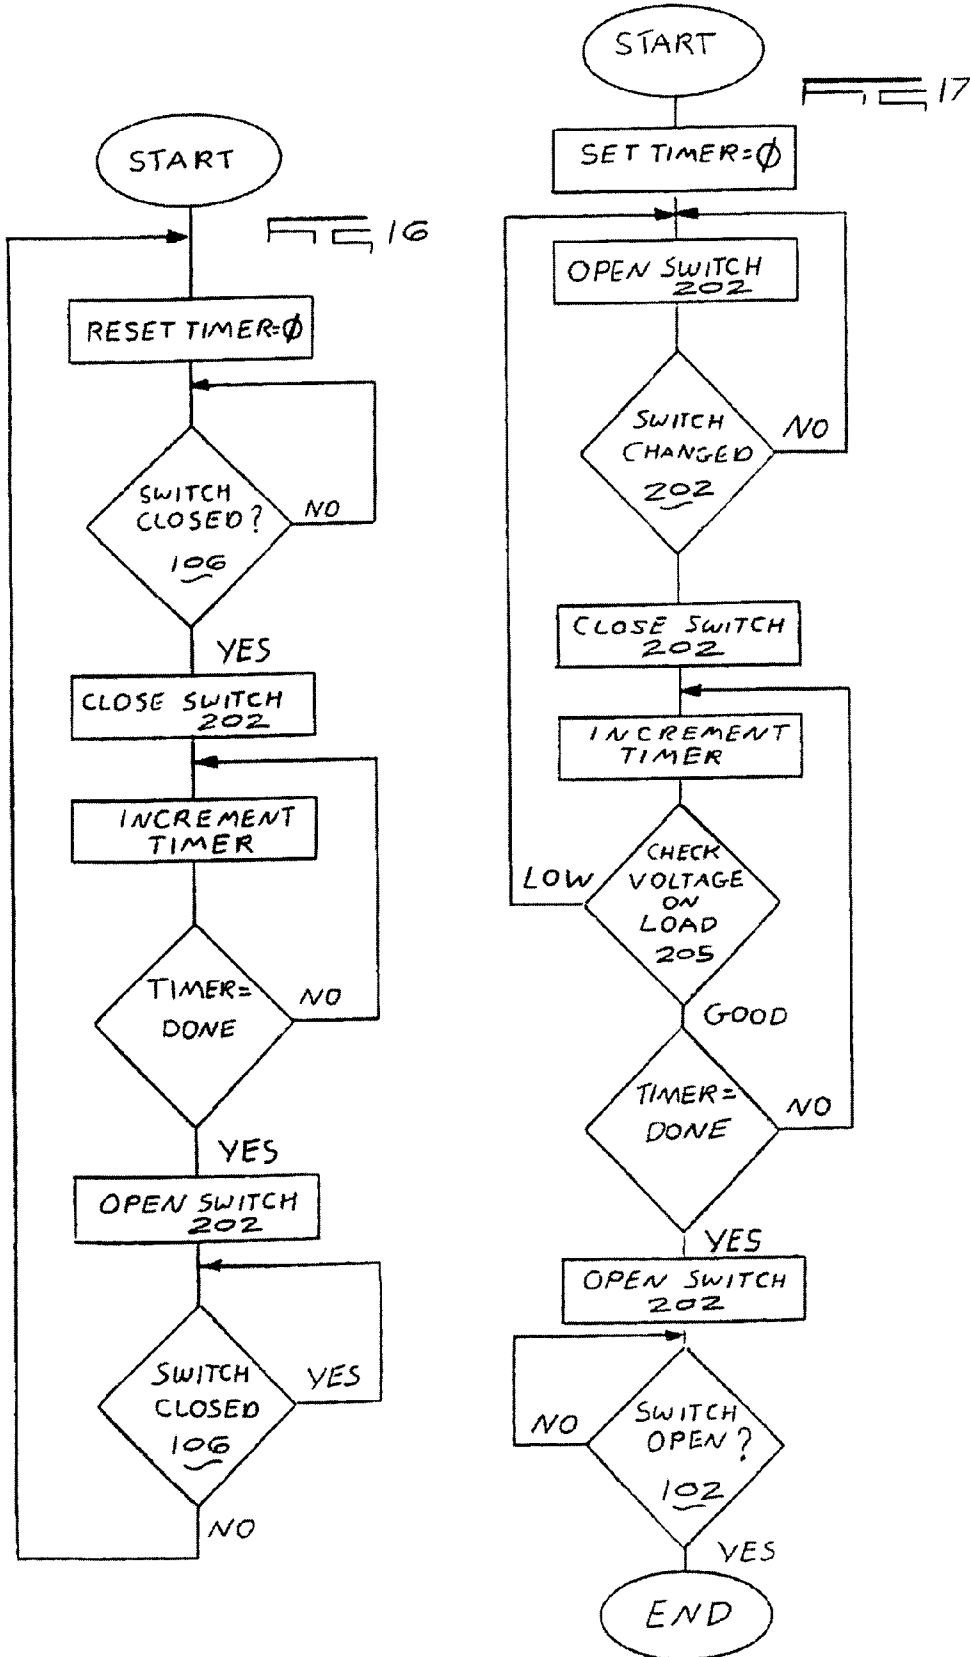 START
FIG 16
RESET TIMER=Ø
SWITCH
CLOSED?
106
NO
YES
CLOSE SWITCH
202
INCREMENT
TIMER
TIMER=
DONE
NO
YES
OPEN SWITCH
202
SWITCH
CLOSED
106
YES
NO
START
FIG 17
SET TIMER=Ø
OPEN SWITCH
202
SWITCH
CHANGED
202
NO
CLOSE SWITCH
202
INCREMENT
TIMER
CHECK
VOLTAGE
ON
LOAD
205
LOW
GOOD
TIMER=
DONE
NO
YES
OPEN SWITCH
202
SWITCH
OPEN?
102
NO
YES
END